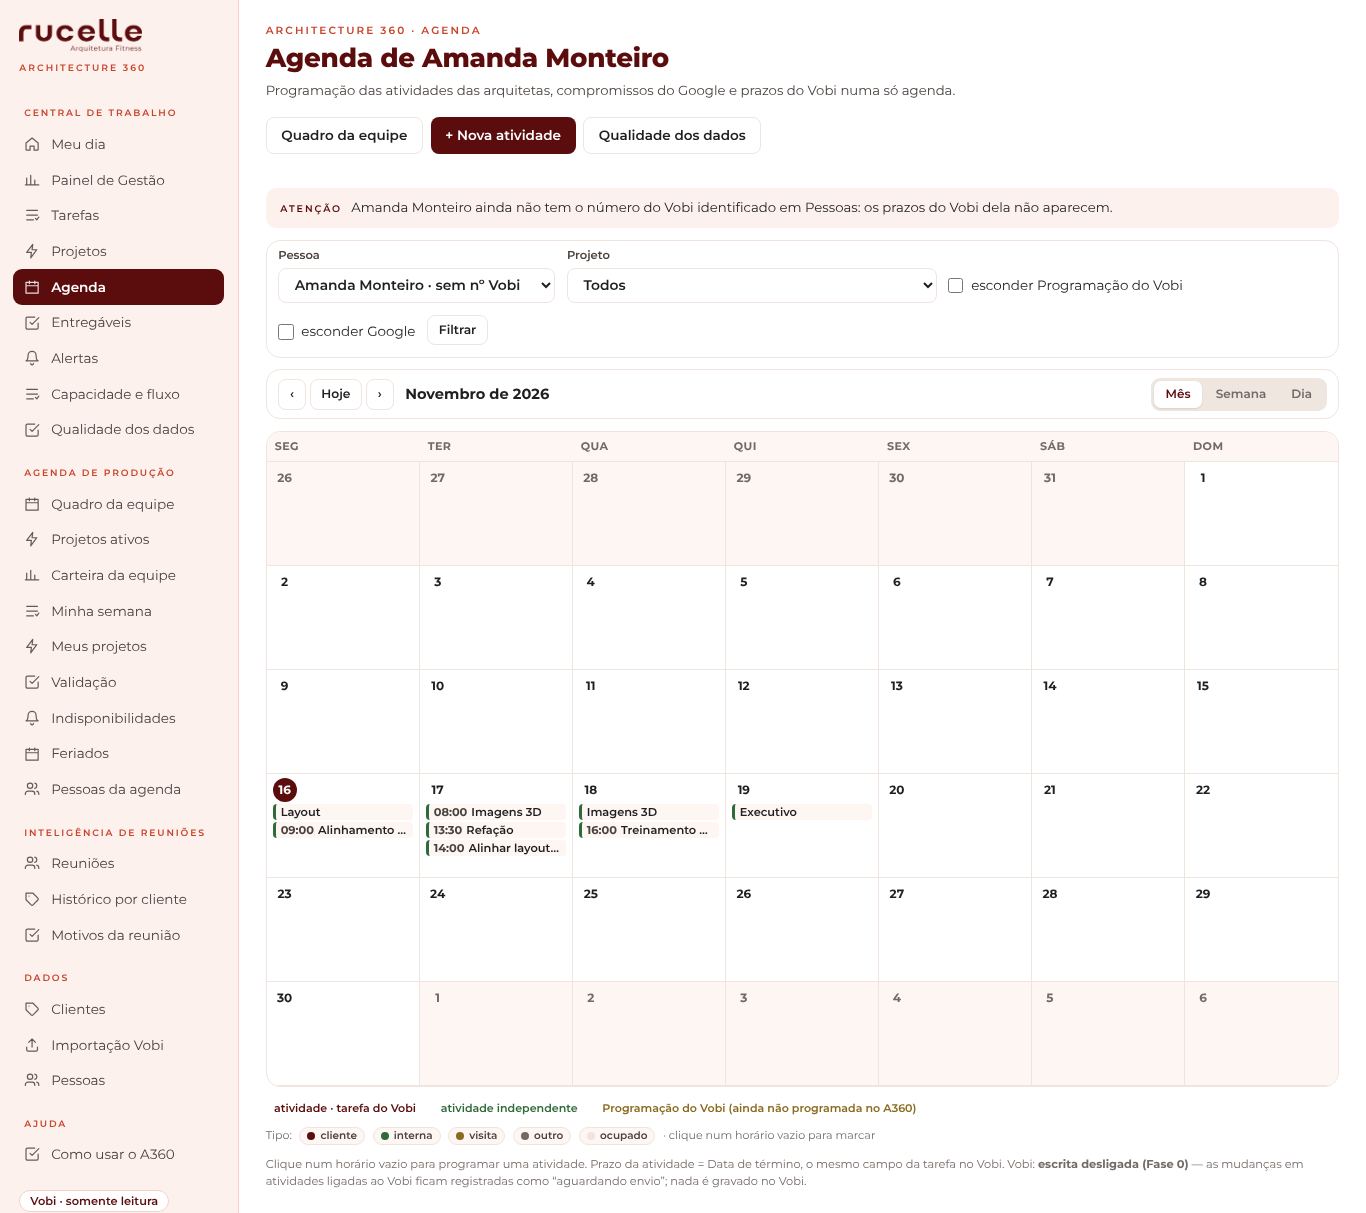 rucelle
Arquitetura Fitness
ARCHITECTURE 360
CENTRAL DE TRABALHO
Meu dia
Painel de Gestão
Tarefas
Projetos
Agenda
Entregáveis
Alertas
Capacidade e fluxo
Qualidade dos dados
AGENDA DE PRODUÇÃO
Quadro da equipe
Projetos ativos
Carteira da equipe
Minha semana
Meus projetos
Validação
Indisponibilidades
Feriados
Pessoas da agenda
INTELIGÊNCIA DE REUNIÕES
Reuniões
Histórico por cliente
Motivos da reunião
DADOS
Clientes
Importação Vobi
Pessoas
AJUDA
Como usar o A360
Vobi · somente leitura
ARCHITECTURE 360 · AGENDA
Agenda de Amanda Monteiro
Programação das atividades das arquitetas, compromissos do Google e prazos do Vobi numa só agenda.
Quadro da equipe + Nova atividade Qualidade dos dados
ATENÇÃO Amanda Monteiro ainda não tem o número do Vobi identificado em Pessoas: os prazos do Vobi dela não aparecem.
Pessoa Projeto
Amanda Monteiro · sem nº Vobi Todos esconder Programação do Vobi
esconder Google Filtrar
‹ Hoje › Novembro de 2026 Mês Semana Dia
SEG TER QUA QUI SEX SÁB DOM
26 27 28 29 30 31 1
2 3 4 5 6 7 8
9 10 11 12 13 14 15
16 17 18 19 20 21 22
Layout 08:00 Imagens 3D Imagens 3D Executivo
09:00 Alinhamento ... 13:30 Refação 16:00 Treinamento ...
14:00 Alinhar layout...
23 24 25 26 27 28 29
30 1 2 3 4 5 6
atividade · tarefa do Vobi atividade independente Programação do Vobi (ainda não programada no A360)
Tipo: cliente interna visita outro ocupado · clique num horário vazio para marcar
Clique num horário vazio para programar uma atividade. Prazo da atividade = Data de término, o mesmo campo da tarefa no Vobi. Vobi: escrita desligada (Fase 0) — as mudanças em
atividades ligadas ao Vobi ficam registradas como “aguardando envio”; nada é gravado no Vobi.